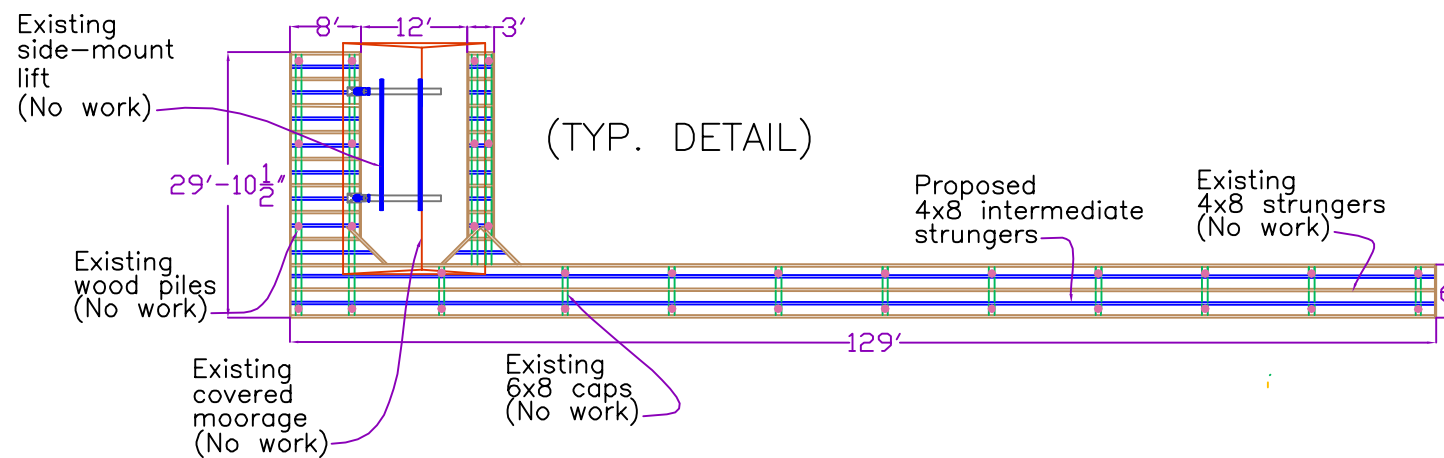 Existing
side-mount
lift
(No work)
8'
12'
3'
(TYP. DETAIL)
29'-10 1/2"
Proposed
4x8 intermediate
strungers
Existing
4x8 strungers
(No work)
Existing
wood piles
(No work)
129'
Existing
covered
moorage
(No work)
Existing
6x8 caps
(No work)